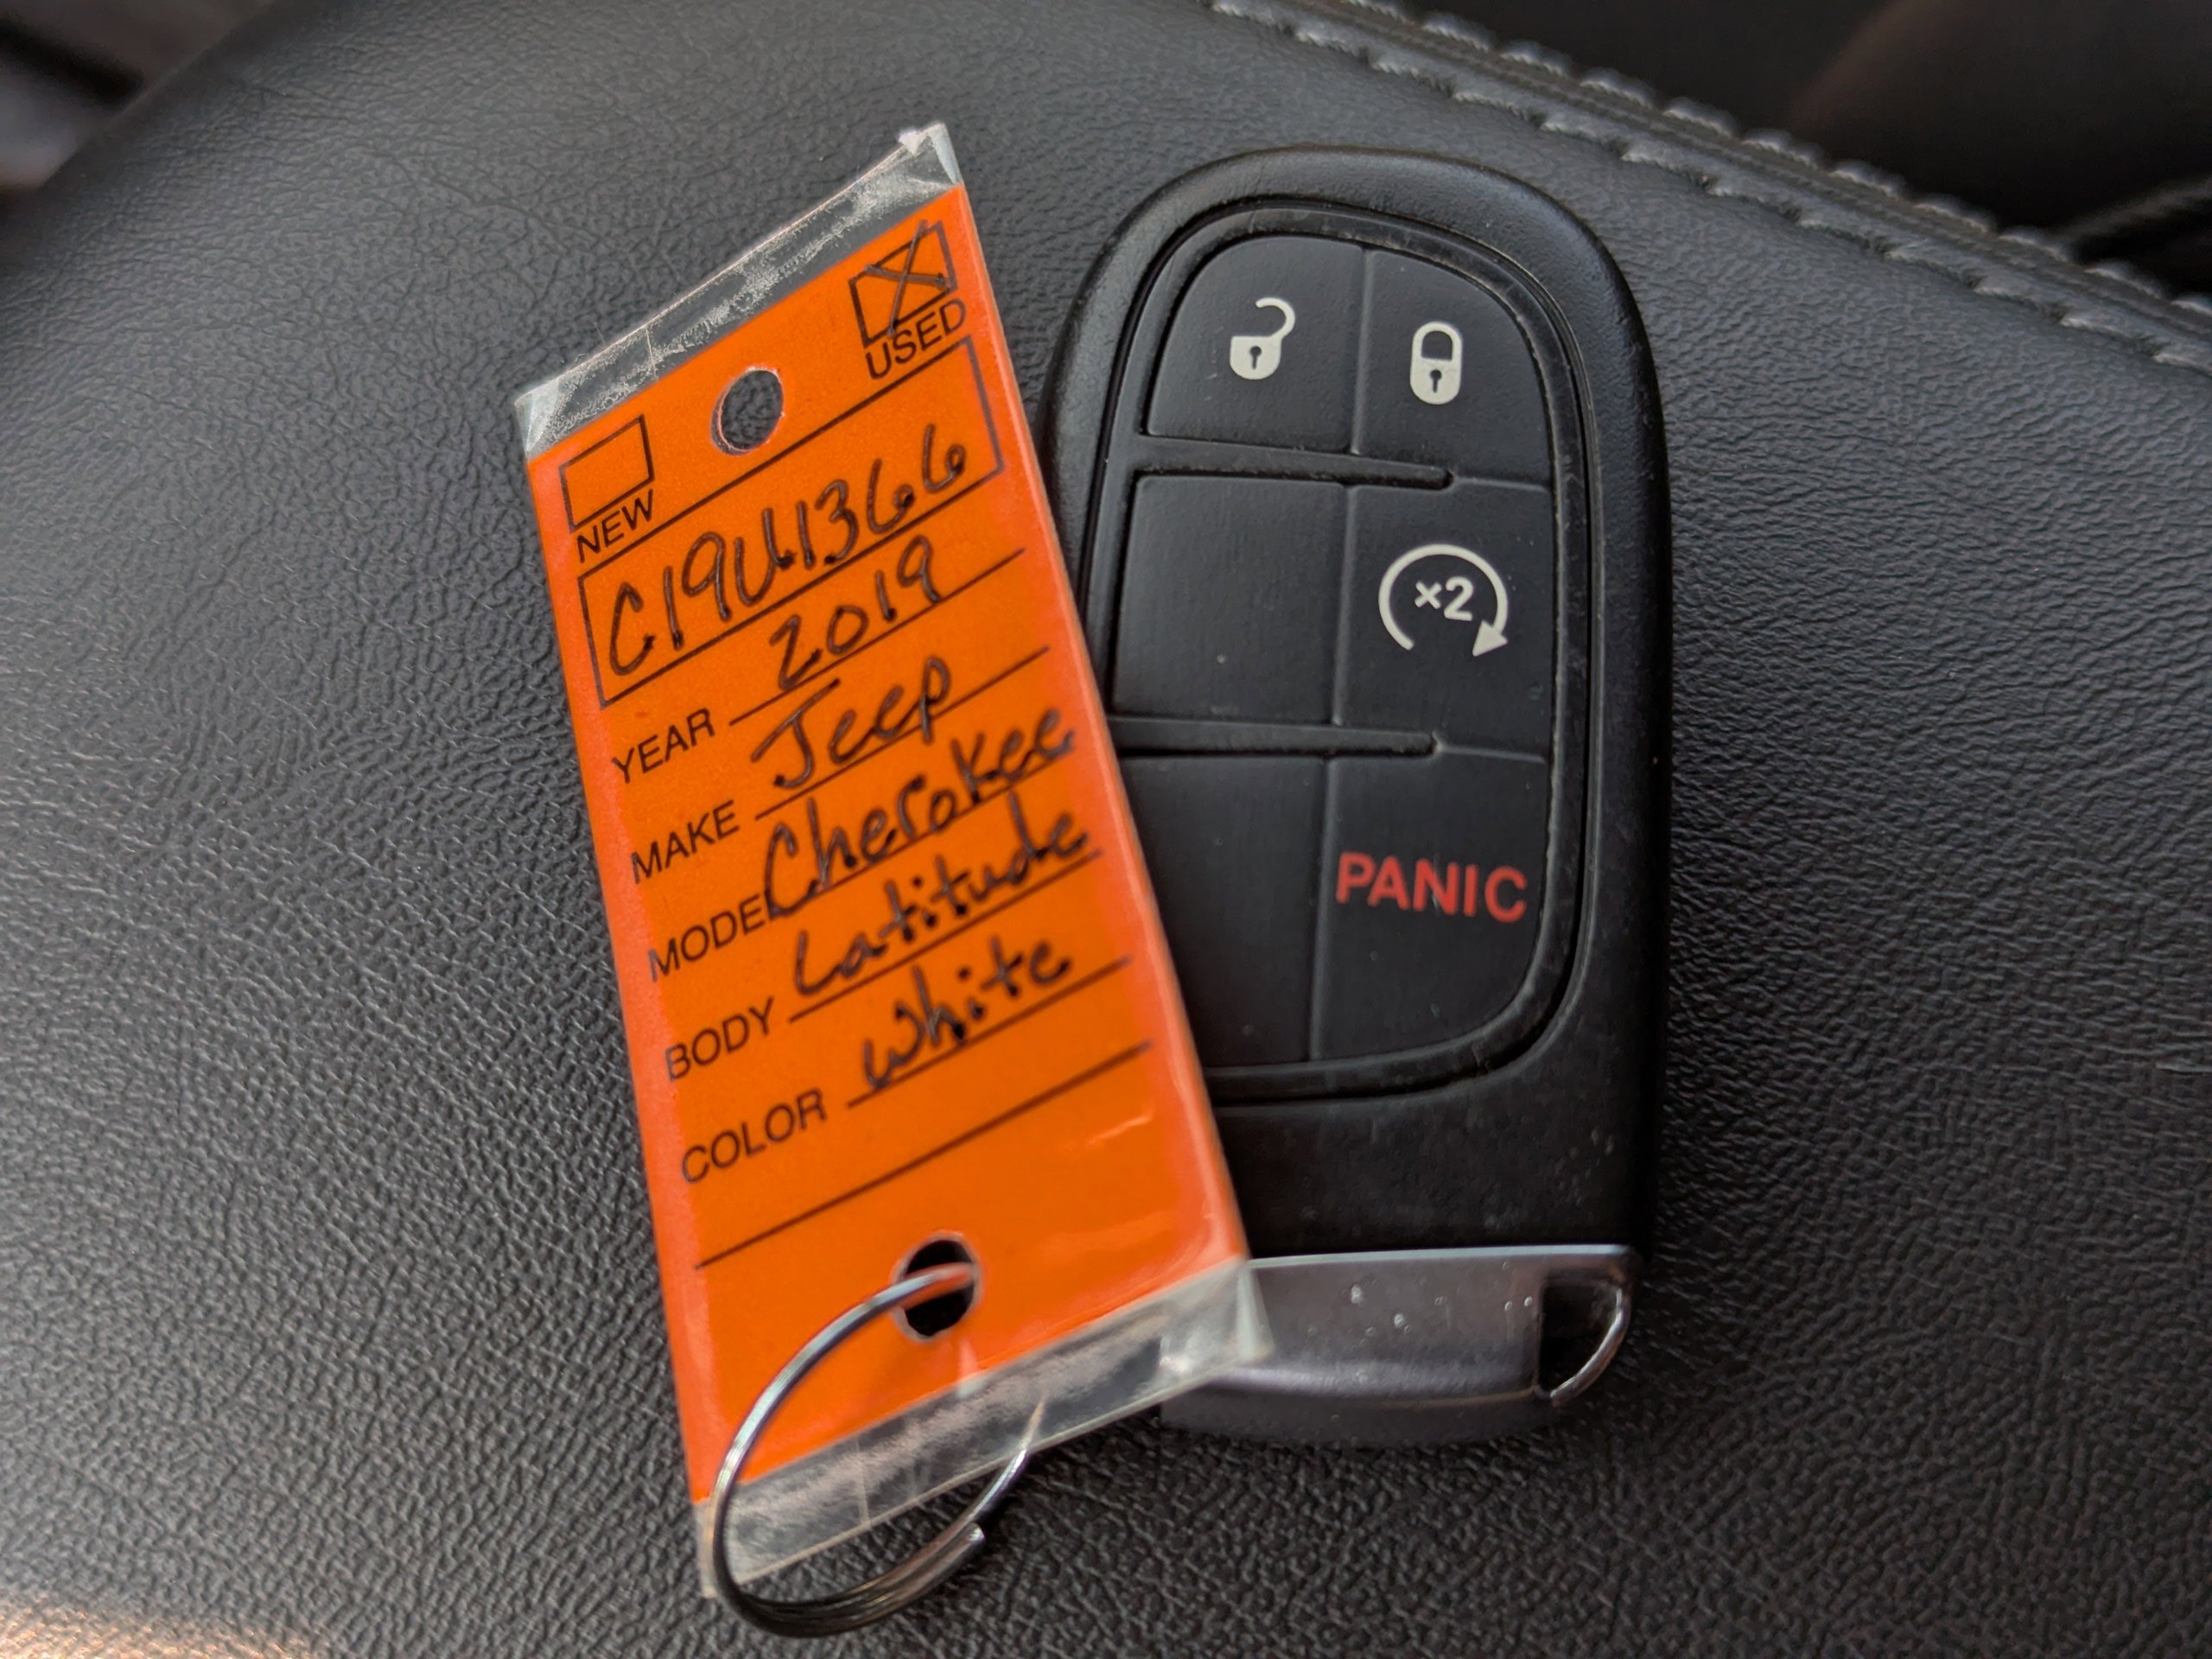 USED
NEW
C19U1366
YEAR 2019
MAKE Jeep
MODEL Cherokee
BODY Latitude
COLOR White
×2
PANIC